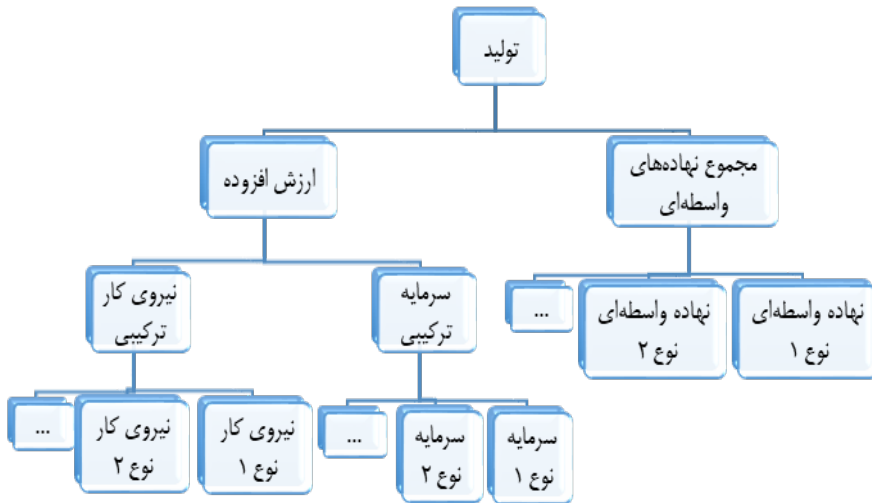 تولید
مجموع نهاده‌های
واسطه‌ای
ارزش افزوده
نهاده واسطه‌ای
نوع ۱
نهاده واسطه‌ای
نوع ۲
...
سرمایه
ترکیبی
نیروی کار
ترکیبی
سرمایه
نوع ۱
سرمایه
نوع ۲
...
نیروی کار
نوع ۱
نیروی کار
نوع ۲
...